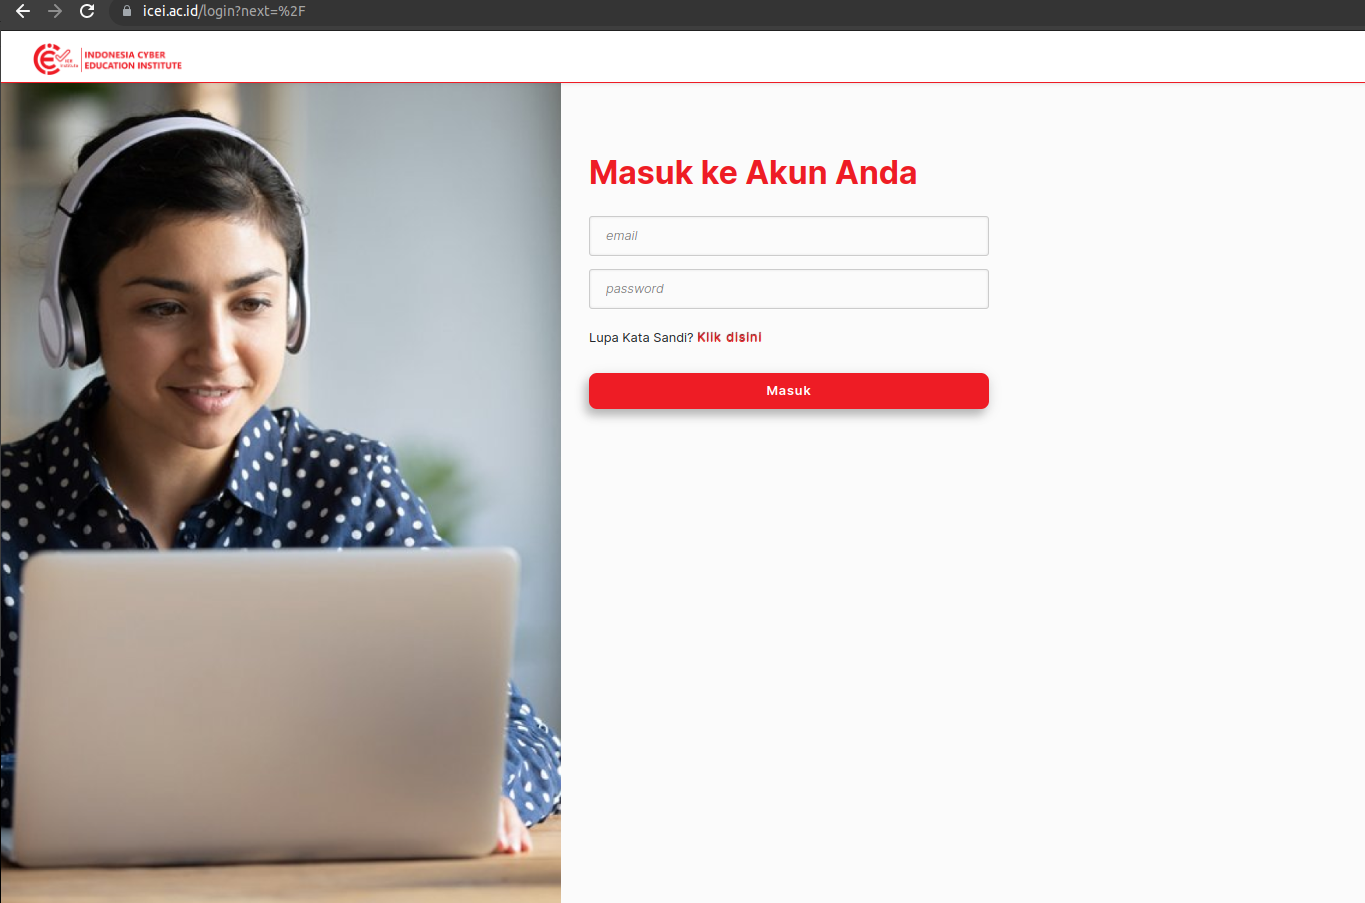 icei.ac.id/login?next=%2F
INDONESIA CYBER
EDUCATION INSTITUTE
Masuk ke Akun Anda
email
password
Lupa Kata Sandi? Klik disini
Masuk